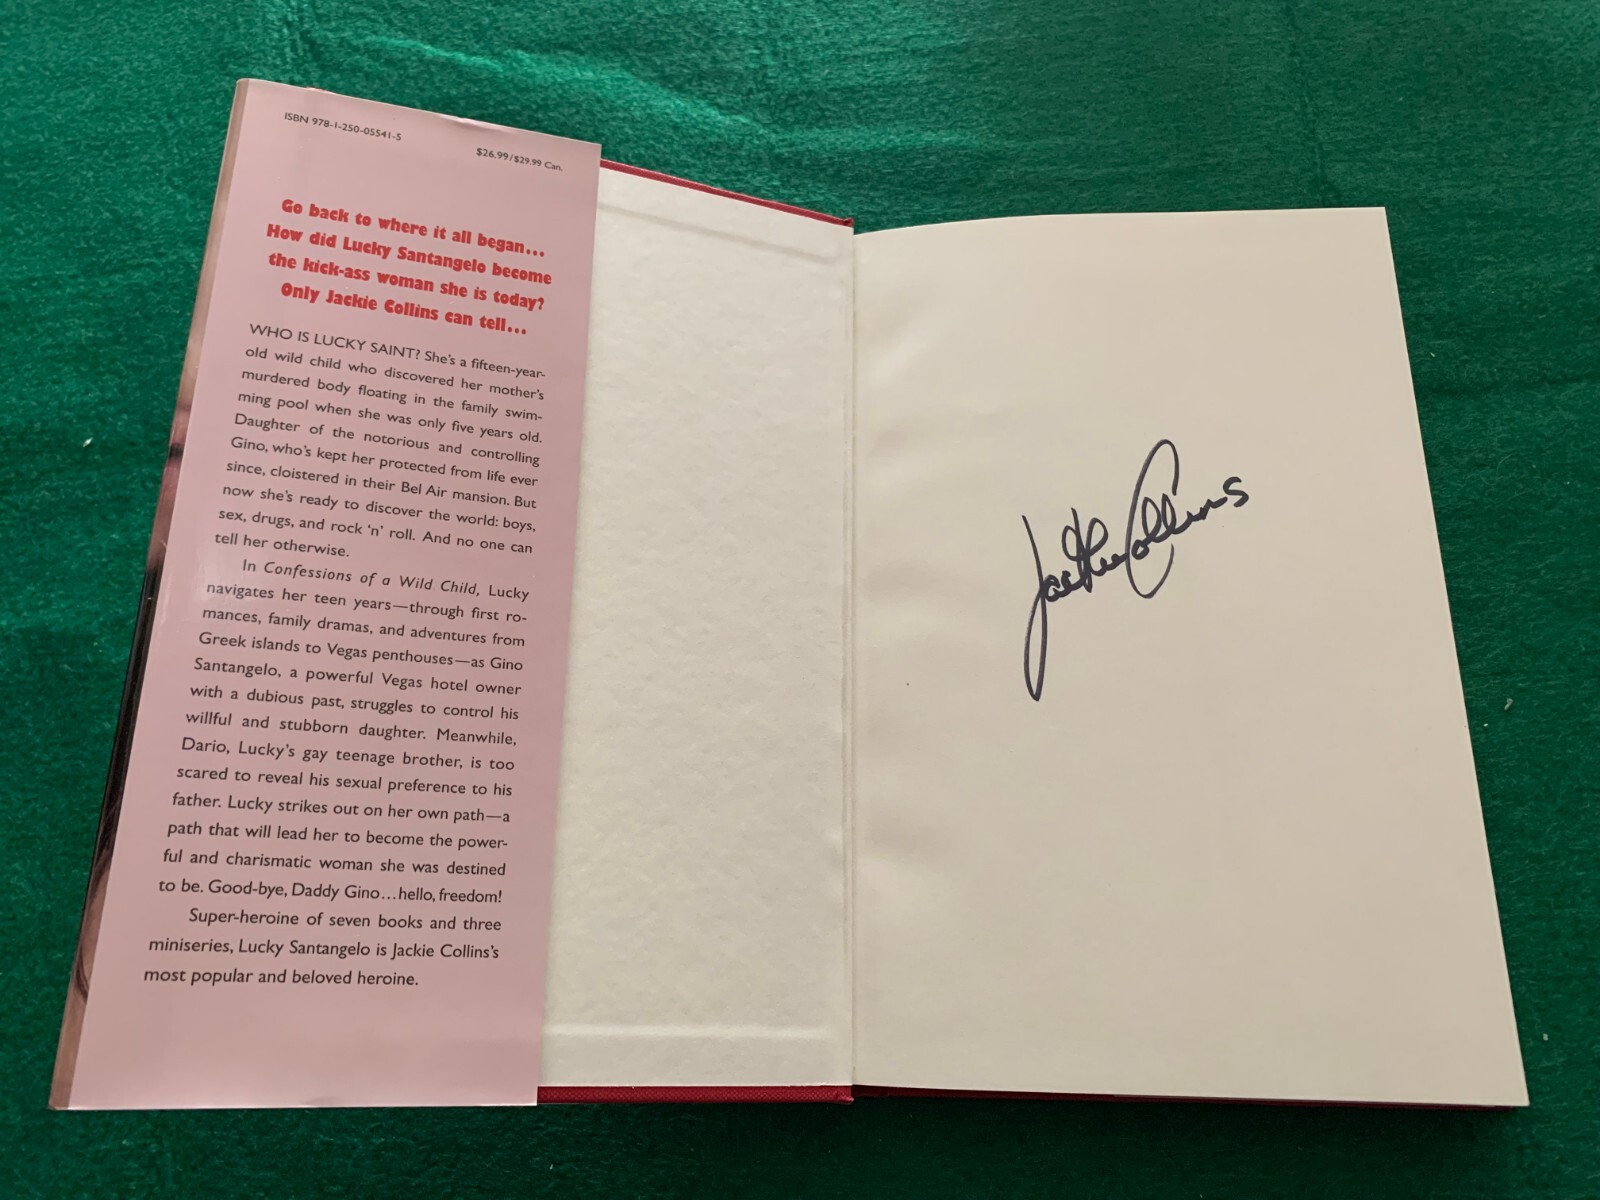 ISBN 978-1-250-05541-5
$26.99/$29.99 Can.
Go back to where it all began...
How did Lucky Santangelo become
the kick-ass woman she is today?
Only Jackie Collins can tell...
WHO IS LUCKY SAINT? She's a fifteen-year-
old wild child who discovered her mother's
murdered body floating in the family swim-
ming pool when she was only five years old.
Daughter of the notorious and controlling
Gino, who's kept her protected from life ever
since, cloistered in their Bel Air mansion. But
now she's ready to discover the world: boys,
sex, drugs, and rock 'n' roll. And no one can
tell her otherwise.
In Confessions of a Wild Child, Lucky
navigates her teen years—through first ro-
mances, family dramas, and adventures from
Greek islands to Vegas penthouses—as Gino
Santangelo, a powerful Vegas hotel owner
with a dubious past, struggles to control his
willful and stubborn daughter. Meanwhile,
Dario, Lucky's gay teenage brother, is too
scared to reveal his sexual preference to his
father. Lucky strikes out on her own path—a
path that will lead her to become the power-
ful and charismatic woman she was destined
to be. Good-bye, Daddy Gino...hello, freedom!
Super-heroine of seven books and three
miniseries, Lucky Santangelo is Jackie Collins's
most popular and beloved heroine.
Jackie Collins